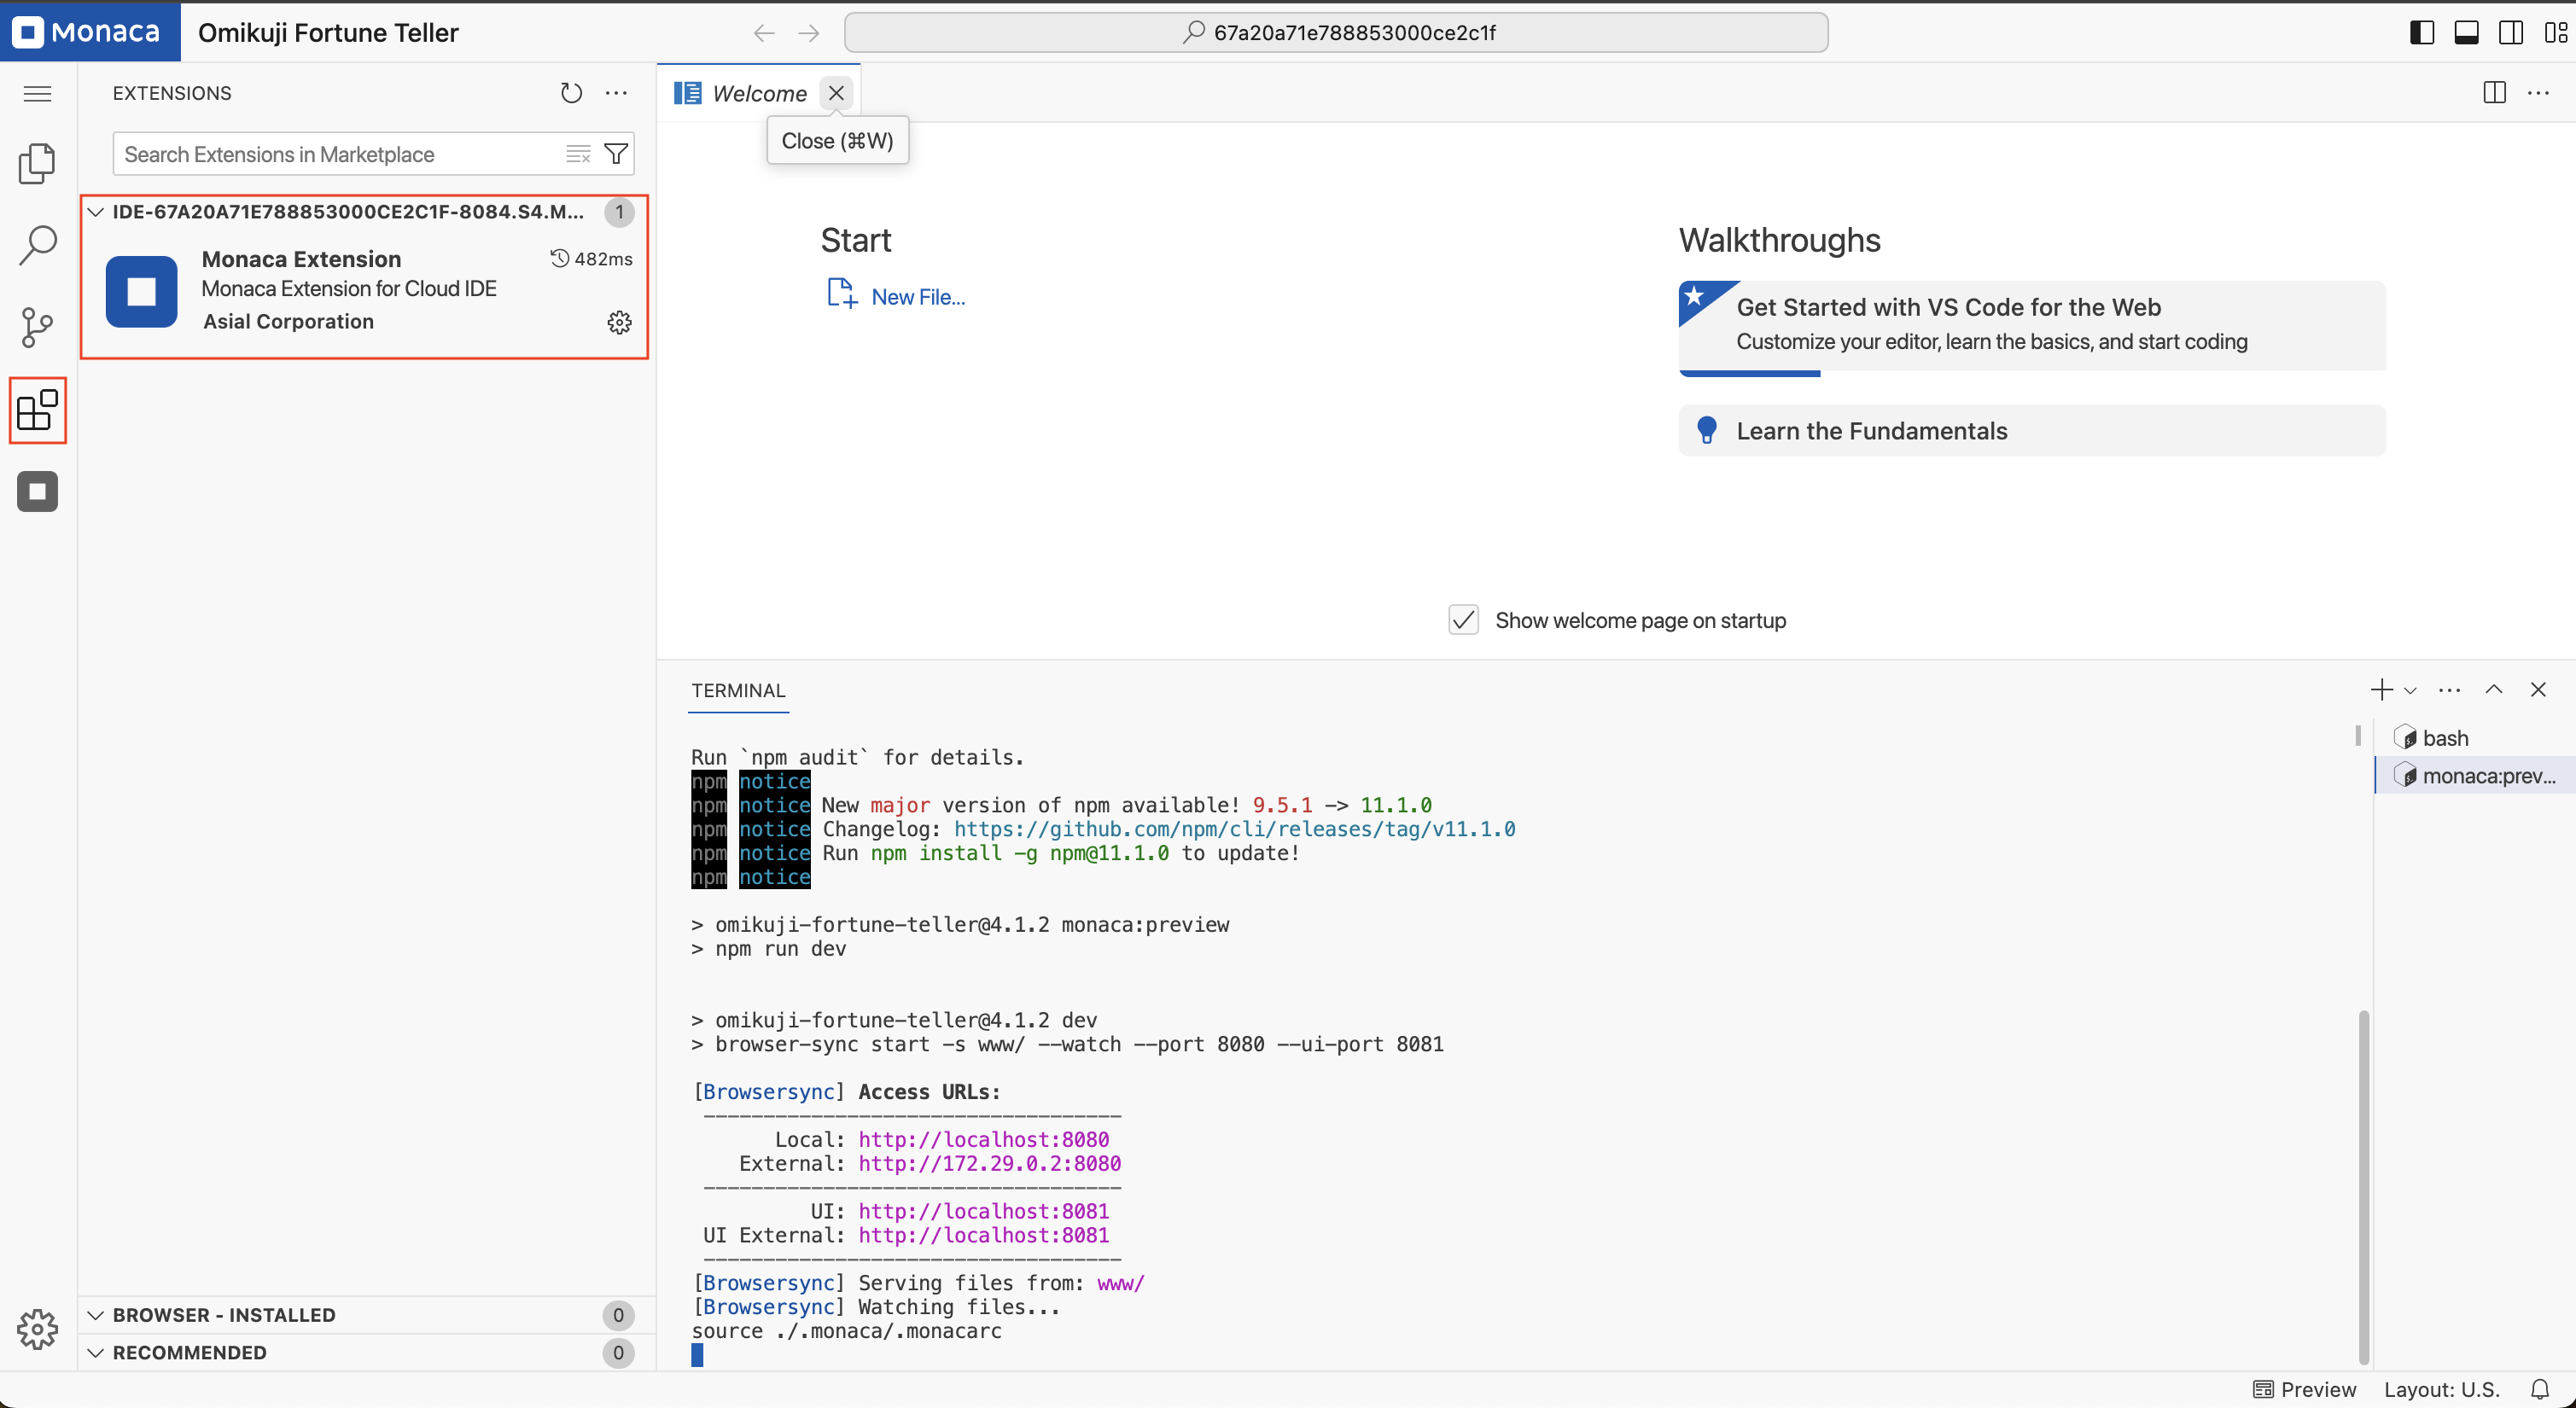 Monaca
Omikuji Fortune Teller
67a20a71e788853000ce2c1f
EXTENSIONS
Search Extensions in Marketplace
IDE-67A20A71E788853000CE2C1F-8084.S4.M... 1
Monaca Extension 482ms
Monaca Extension for Cloud IDE
Asial Corporation
BROWSER - INSTALLED 0
RECOMMENDED 0
Welcome
Close (⌘W)
Start
New File...
Walkthroughs
Get Started with VS Code for the Web
Customize your editor, learn the basics, and start coding
Learn the Fundamentals
Show welcome page on startup
TERMINAL
Run `npm audit` for details.
npm notice
npm notice New major version of npm available! 9.5.1 -> 11.1.0
npm notice Changelog: https://github.com/npm/cli/releases/tag/v11.1.0
npm notice Run npm install -g npm@11.1.0 to update!
npm notice
> omikuji-fortune-teller@4.1.2 monaca:preview
> npm run dev
> omikuji-fortune-teller@4.1.2 dev
> browser-sync start -s www/ --watch --port 8080 --ui-port 8081
[Browsersync] Access URLs:
-----------------------------------
Local: http://localhost:8080
External: http://172.29.0.2:8080
-----------------------------------
UI: http://localhost:8081
UI External: http://localhost:8081
-----------------------------------
[Browsersync] Serving files from: www/
[Browsersync] Watching files...
source ./.monaca/.monacarc
bash
monaca:prev...
Preview
Layout: U.S.